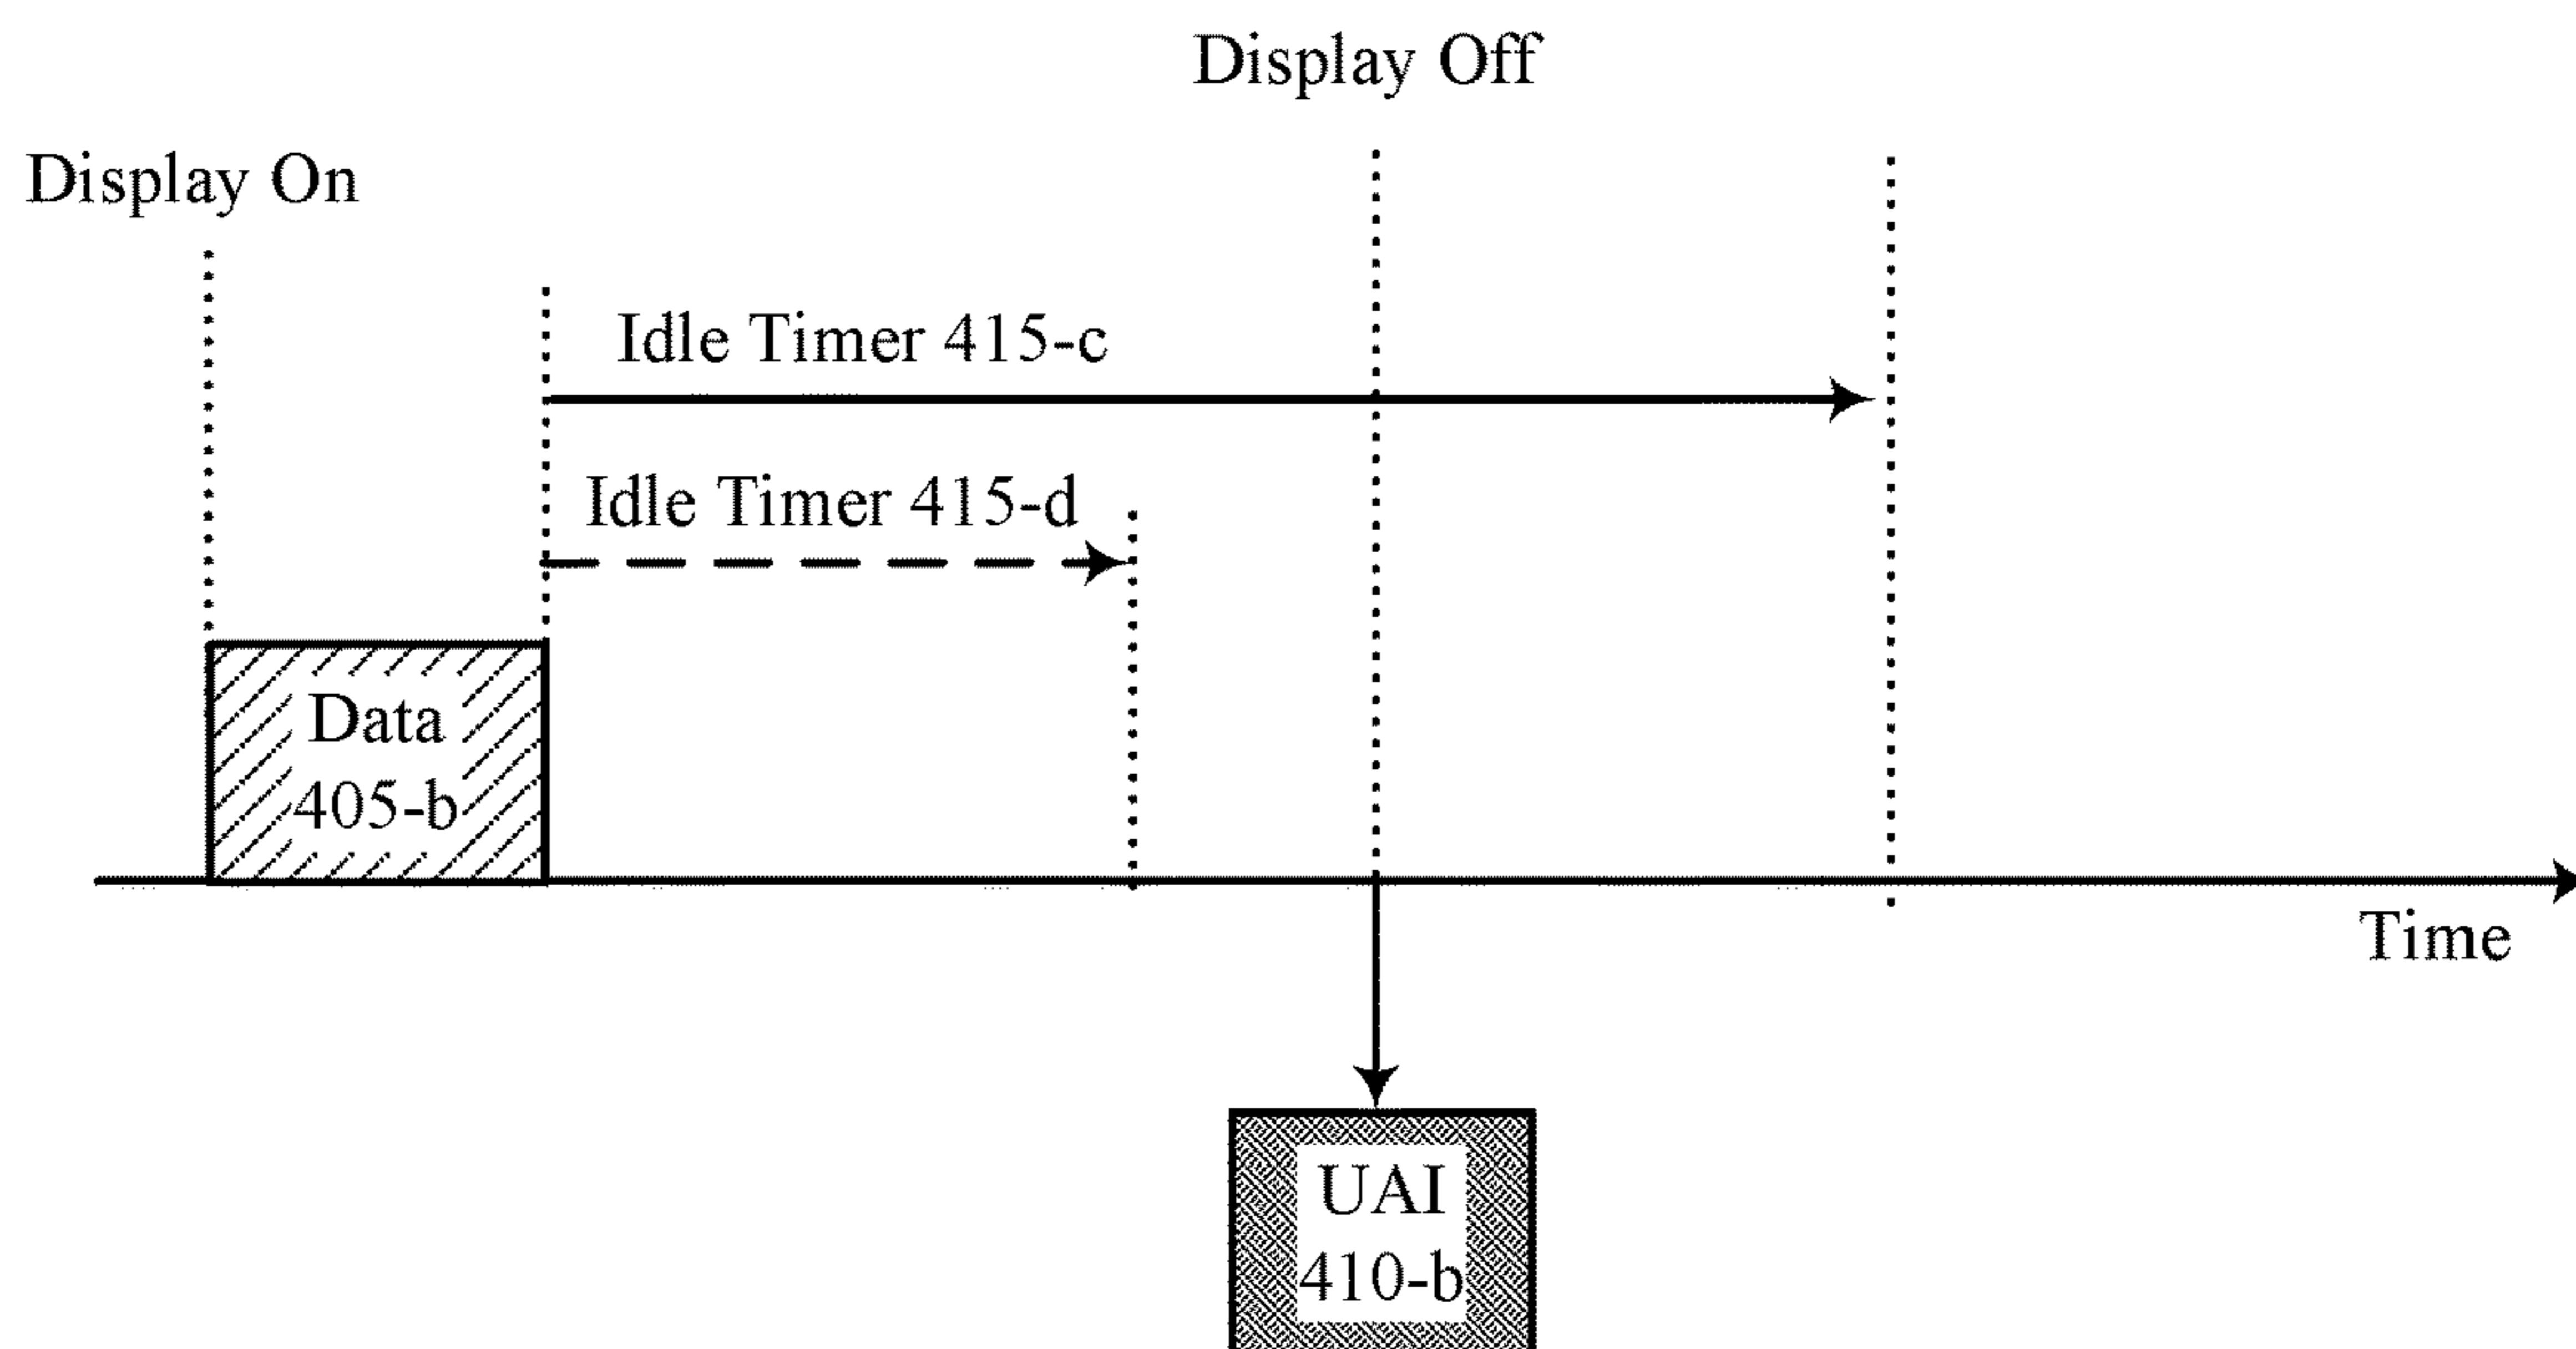 Display Off
Display On
Idle Timer 415-c
Idle Timer 415-d
Data
405-b
Time
UAI
410-b